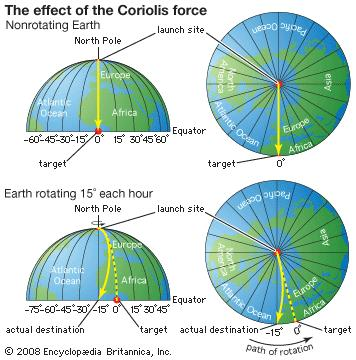 The effect of the Coriolis force
Nonrotating Earth
North Pole
launch site
Europe
Atlantic
Ocean
Africa
Equator
–60°–45°–30°–15° 0° 15° 30°45°60°
target
Pacific Ocean
North
America
Asia
Atlantic Ocean
Europe
Africa
target
0°
Earth rotating 15° each hour
North Pole
launch site
Europe
Atlantic
Ocean
Africa
Equator
–75°–60°–45°–30° –15° 0° 15° 30°45°
actual destination
target
Pacific Ocean
North
America
Asia
Atlantic Ocean
Europe
Africa
actual destination
–15°
0°
target
path of rotation
© 2008 Encyclopædia Britannica, Inc.